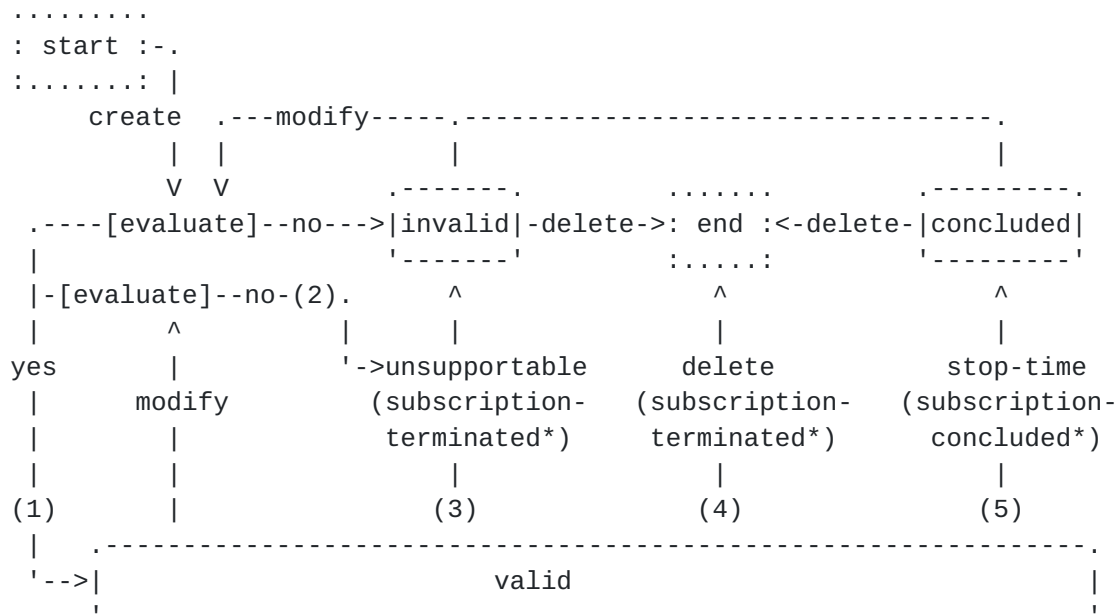 .........
: start :-.
:.......: |
create .---modify-----.----------------------------------.
| | | |
V V .-------. ....... .---------.
.----[evaluate]--no--->|invalid|-delete->: end :<-delete-|concluded|
| '-------' :.....: '---------'
|-[evaluate]--no-(2). ^ ^ ^
| ^ | | | |
yes | '->unsupportable delete stop-time
| modify (subscription- (subscription- (subscription-
| | terminated*) terminated*) concluded*)
| | | | |
(1) | (3) (4) (5)
| .---------------------------------------------------------------.
'-->| valid |
' '